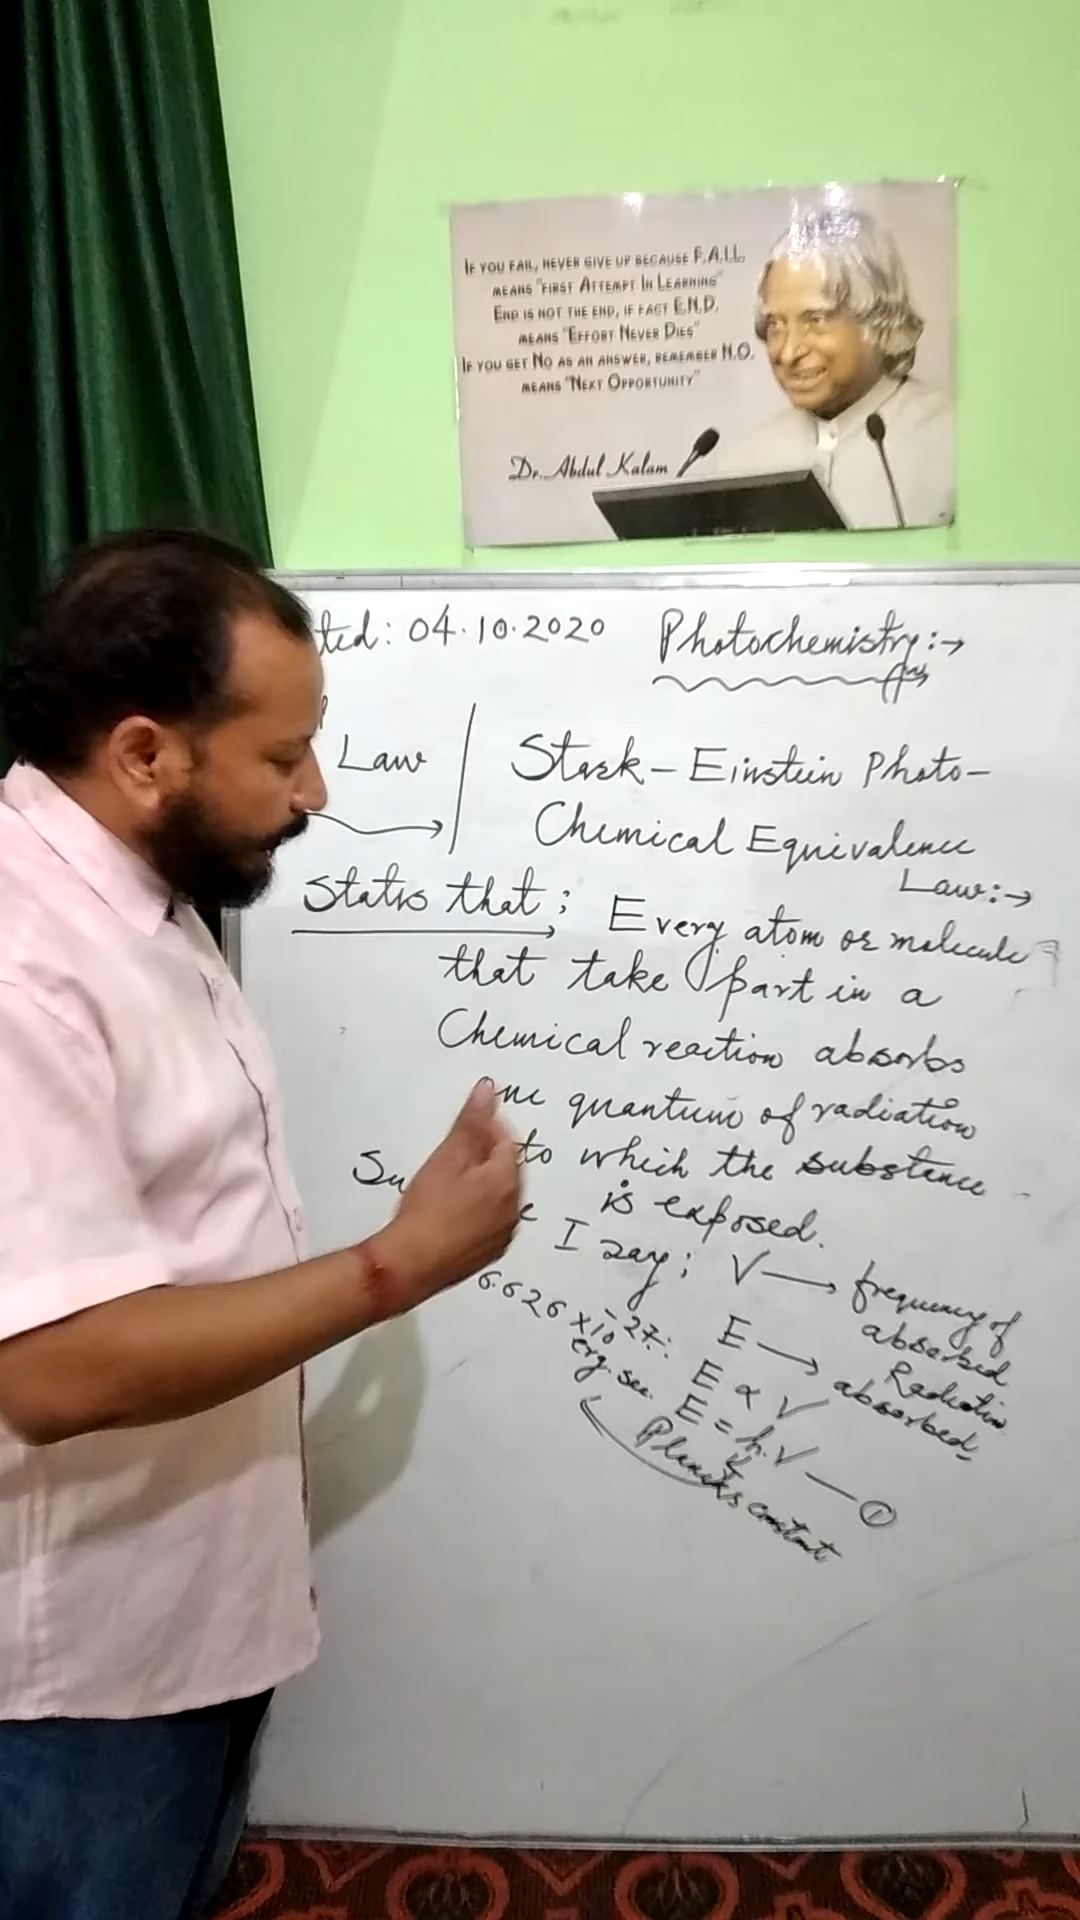 IF YOU FAIL, NEVER GIVE UP BECAUSE F.A.I.L.
MEANS "FIRST ATTEMPT IN LEARNING"
END IS NOT THE END, IF FACT E.N.D.
MEANS "EFFORT NEVER DIES"
IF YOU GET NO AS AN ANSWER, REMEMBER N.O.
MEANS "NEXT OPPORTUNITY"
Dr. Abdul Kalam
ted: 04.10.2020 Photochemistry:→
Law Stark-Einstein Photo-
Chemical Equivalence
Law:→
States that; Every atom or molecule
that take part in a
Chemical reaction absorbs
one quantum of radiation
to which the substance
is exposed.
Su
I say; V → frequency of
absorbed
Radiation
E → absorbed
6.626 × 10⁻²⁷
erg. sec.
E ∝ V
E = h.V — ①
Planks constant